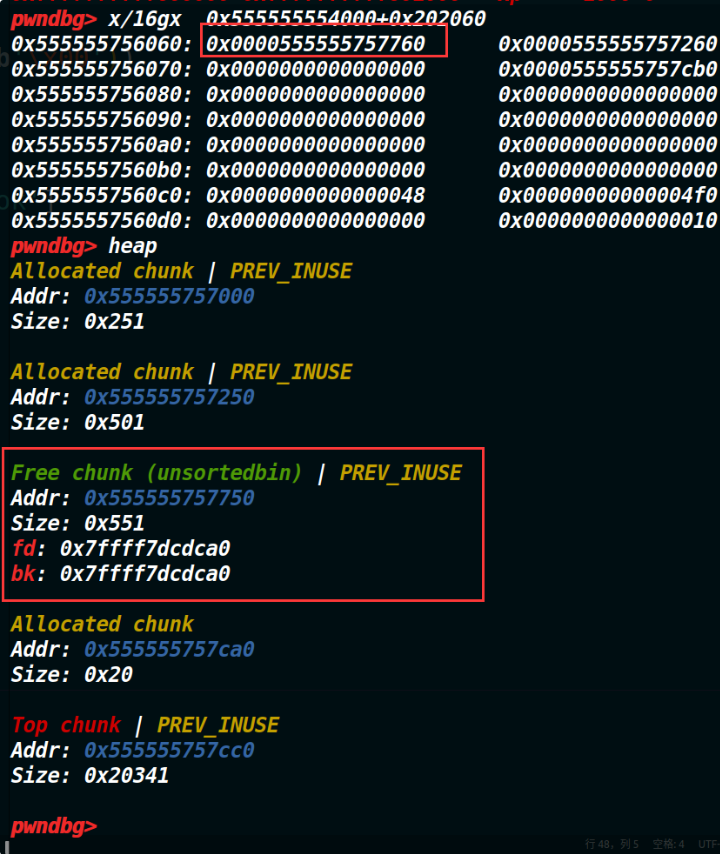 pwndbg> x/16gx 0x555555554000+0x202060
0x555555756060: 0x0000555555757760 0x0000555555757260
0x555555756070: 0x0000000000000000 0x0000555555757cb0
0x555555756080: 0x0000000000000000 0x0000000000000000
0x555555756090: 0x0000000000000000 0x0000000000000000
0x5555557560a0: 0x0000000000000000 0x0000000000000000
0x5555557560b0: 0x0000000000000000 0x0000000000000000
0x5555557560c0: 0x0000000000000048 0x00000000000004f0
0x5555557560d0: 0x0000000000000000 0x0000000000000010
pwndbg> heap
Allocated chunk | PREV_INUSE
Addr: 0x555555757000
Size: 0x251
Allocated chunk | PREV_INUSE
Addr: 0x555555757250
Size: 0x501
Free chunk (unsortedbin) | PREV_INUSE
Addr: 0x555555757750
Size: 0x551
fd: 0x7ffff7dcdca0
bk: 0x7ffff7dcdca0
Allocated chunk
Addr: 0x555555757ca0
Size: 0x20
Top chunk | PREV_INUSE
Addr: 0x555555757cc0
Size: 0x20341
pwndbg>
行 48, 列 5 空格: 4 UTF